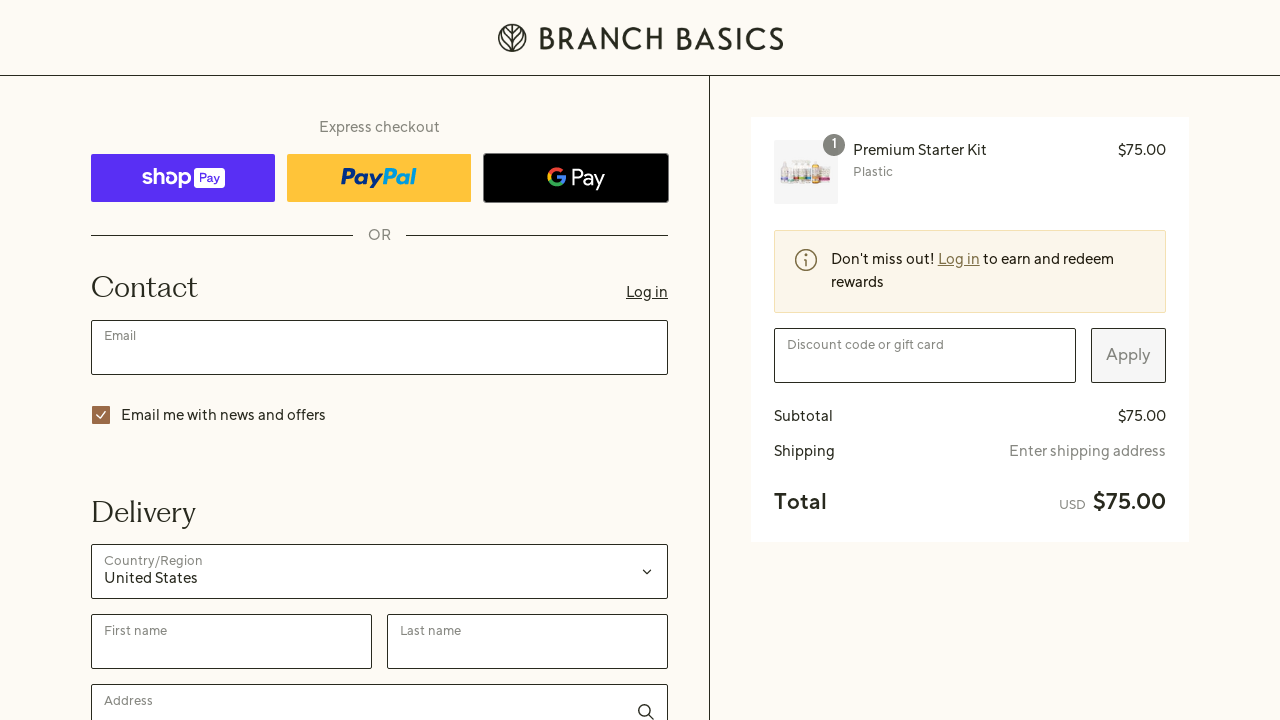 BRANCH BASICS
Express checkout
shop Pay
PayPal
G Pay
OR
Contact
Log in
Email
Email me with news and offers
Delivery
Country/Region
United States
First name
Last name
Address
1
Premium Starter Kit
$75.00
Plastic
Don't miss out! Log in to earn and redeem
rewards
Discount code or gift card
Apply
Subtotal
$75.00
Shipping
Enter shipping address
Total
USD $75.00